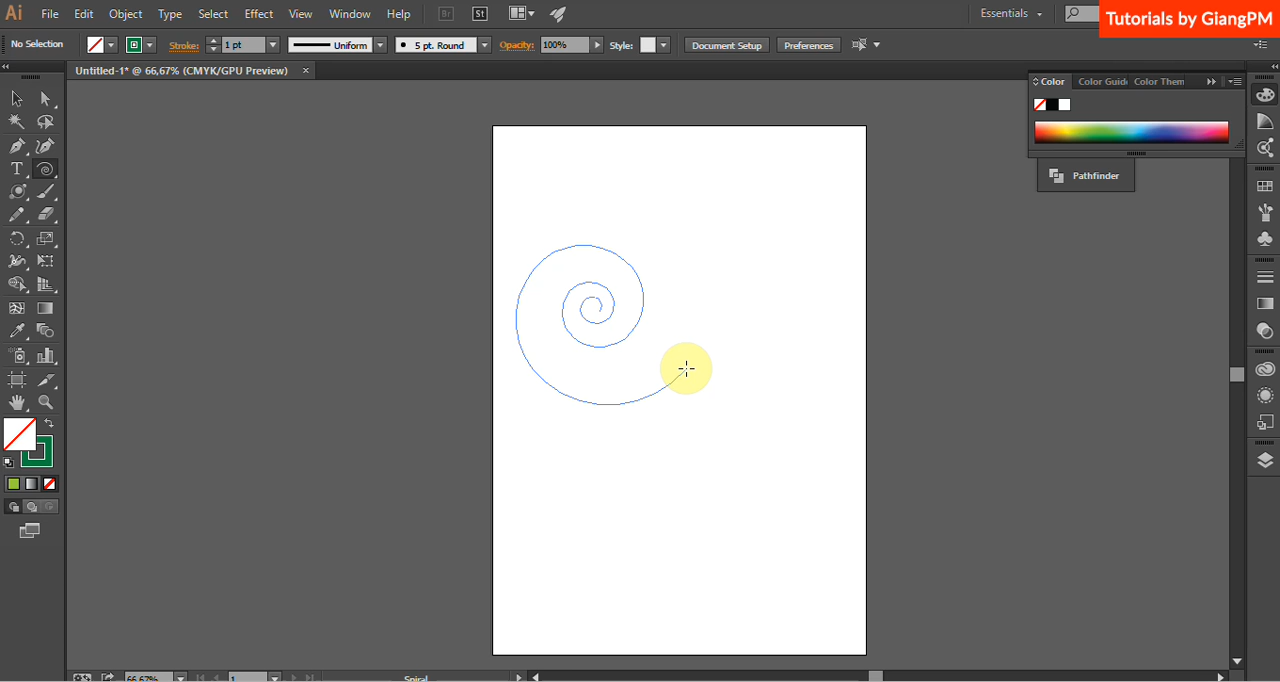 Ai File Edit Object Type Select Effect View Window Help Br St Essentials Tutorials by GiangPM
No Selection Stroke: 1 pt Uniform 5 pt. Round Opacity: 100% Style: Document Setup Preferences
Untitled-1* @ 66,67% (CMYK/GPU Preview) ×
Color Color Guid Color Them
Pathfinder
T
66,67% 1 Spiral